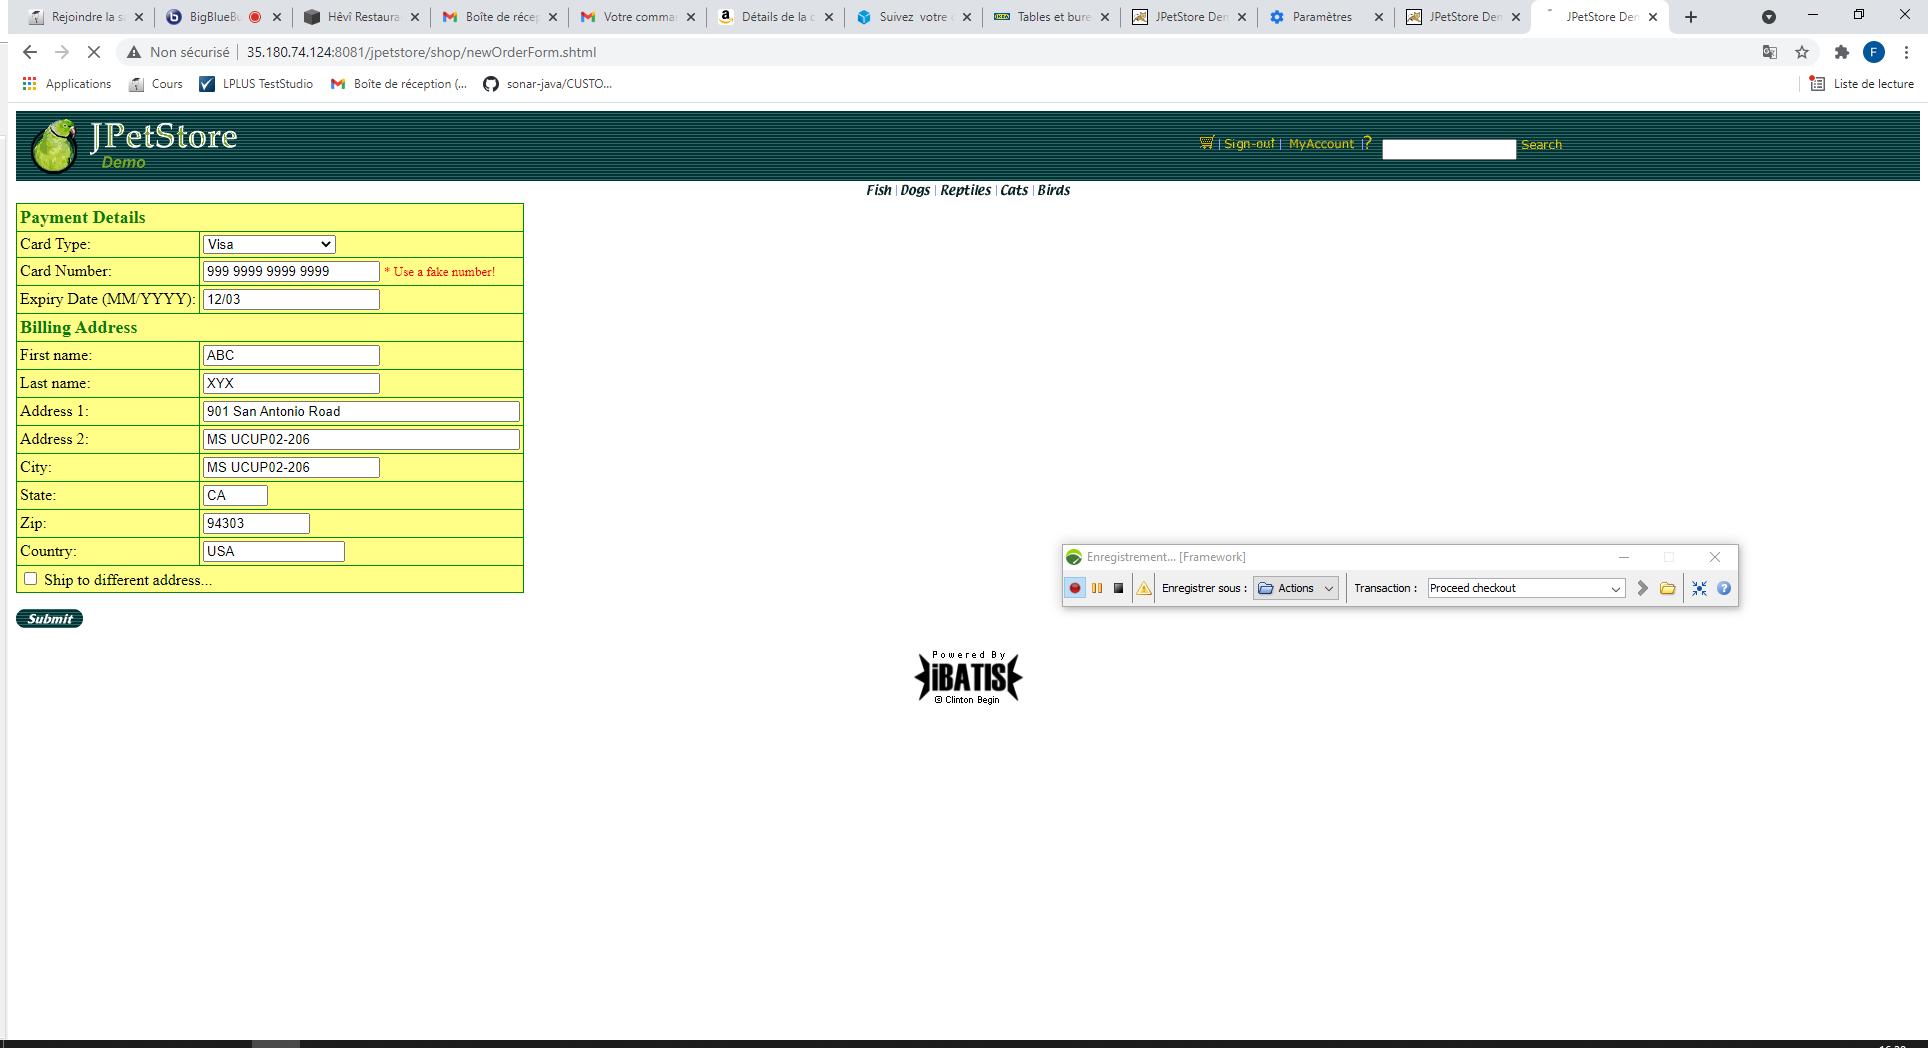 Rejoindre la s
BigBlueBu
Hêvî Restaura
Boîte de récep
Votre comma
Détails de la c
Suivez votre c
Tables et bure
JPetStore Den
Paramètres
JPetStore Den
JPetStore Den
Non sécurisé
35.180.74.124:8081/jpetstore/shop/newOrderForm.shtml
F
Applications
Cours
LPLUS TestStudio
Boîte de réception (...
sonar-java/CUSTO...
Liste de lecture
JPetStore
Demo
| Sign-out | MyAccount | ?
Search
Fish | Dogs | Reptiles | Cats | Birds
Payment Details
Card Type: Visa
Card Number: 999 9999 9999 9999 * Use a fake number!
Expiry Date (MM/YYYY): 12/03
Billing Address
First name: ABC
Last name: XYX
Address 1: 901 San Antonio Road
Address 2: MS UCUP02-206
City: MS UCUP02-206
State: CA
Zip: 94303
Country: USA
Ship to different address...
Submit
Enregistrement... [Framework]
Enregistrer sous : Actions Transaction : Proceed checkout
Powered By
iBATIS
© Clinton Begin